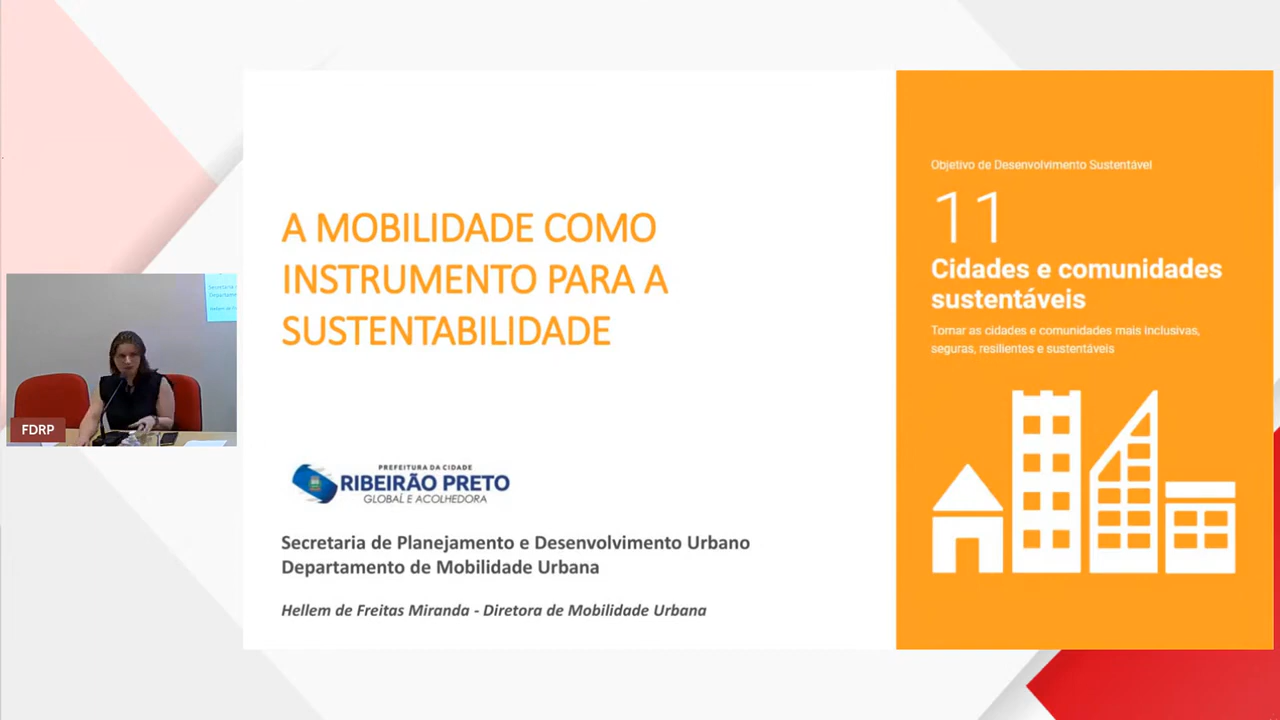 A MOBILIDADE COMO
INSTRUMENTO PARA A
SUSTENTABILIDADE
PREFEITURA DA CIDADE
RIBEIRÃO PRETO
GLOBAL E ACOLHEDORA
Secretaria de Planejamento e Desenvolvimento Urbano
Departamento de Mobilidade Urbana
Hellem de Freitas Miranda - Diretora de Mobilidade Urbana
Objetivo de Desenvolvimento Sustentável
11
Cidades e comunidades
sustentáveis
Tornar as cidades e comunidades mais inclusivas,
seguras, resilientes e sustentáveis
FDRP